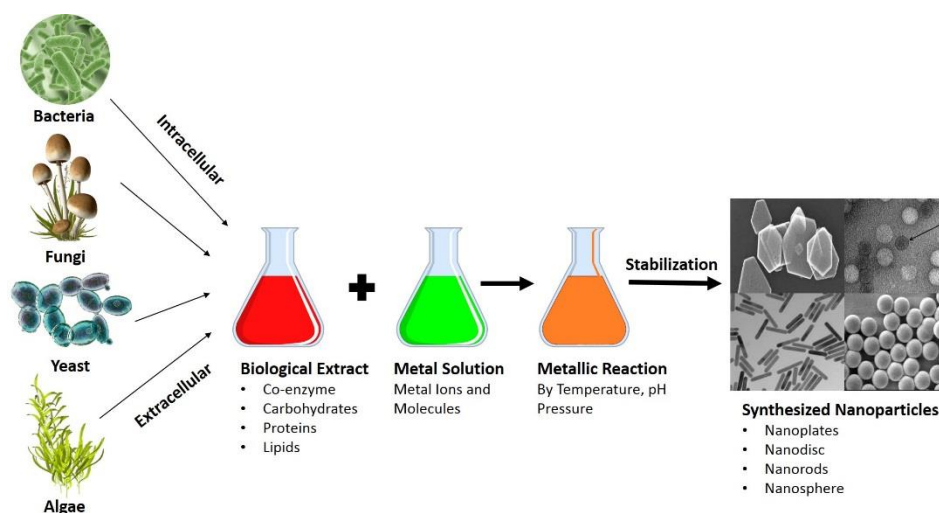 Bacteria
Intracellular
Fungi
Yeast
Extracellular
Algae
Biological Extract
• Co-enzyme
• Carbohydrates
• Proteins
• Lipids
+
Metal Solution
Metal Ions and
Molecules
Metallic Reaction
By Temperature, pH
Pressure
Stabilization
Synthesized Nanoparticles
• Nanoplates
• Nanodisc
• Nanorods
• Nanosphere